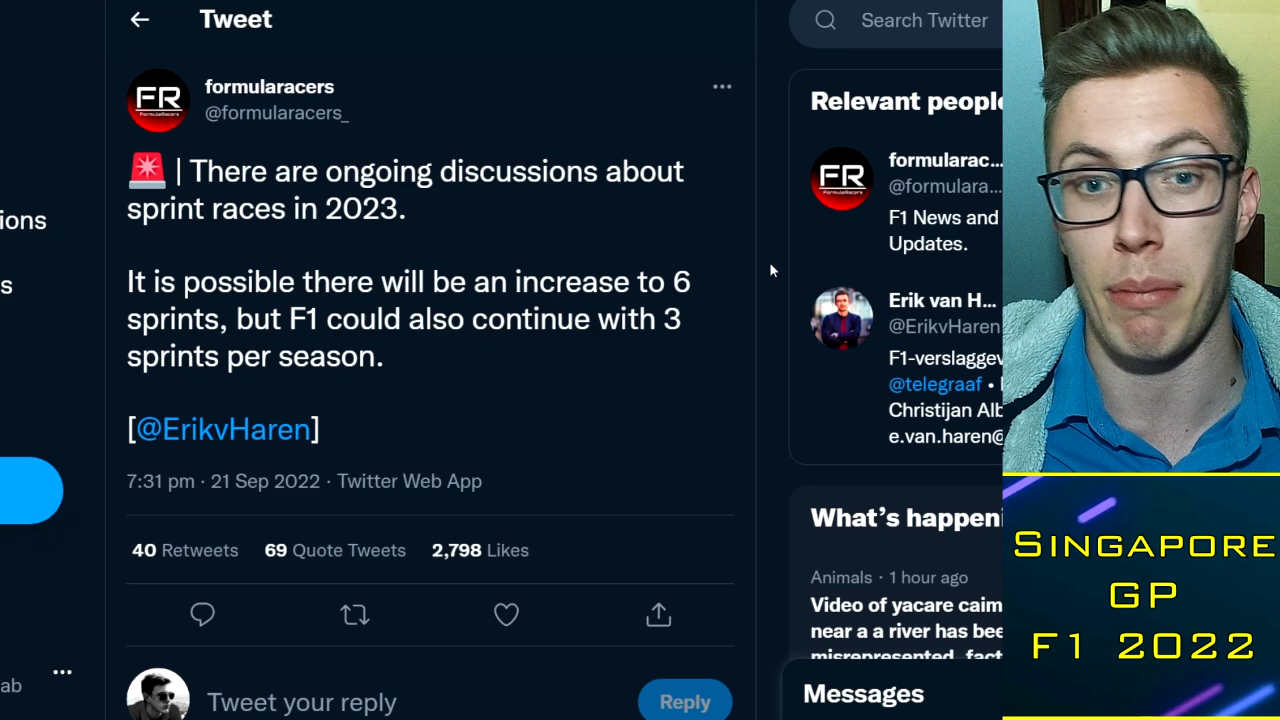 Tweet
Search Twitter
FR
FormulaRacers
formularacers
@formularacers_
🚨 | There are ongoing discussions about
sprint races in 2023.
It is possible there will be an increase to 6
sprints, but F1 could also continue with 3
sprints per season.
[@ErikvHaren]
7:31 pm · 21 Sep 2022 · Twitter Web App
40 Retweets 69 Quote Tweets 2,798 Likes
Tweet your reply
Reply
ions
s
ab
Relevant people
FR
formularac...
@formulara...
F1 News and
Updates.
Erik van H...
@ErikvHaren
F1-verslaggev
@telegraaf •
Christijan Alb
e.van.haren@
What's happeni
Animals · 1 hour ago
Video of yacare caim
near a a river has bee
misrepresented, fact
Messages
SINGAPORE
GP
F1 2022